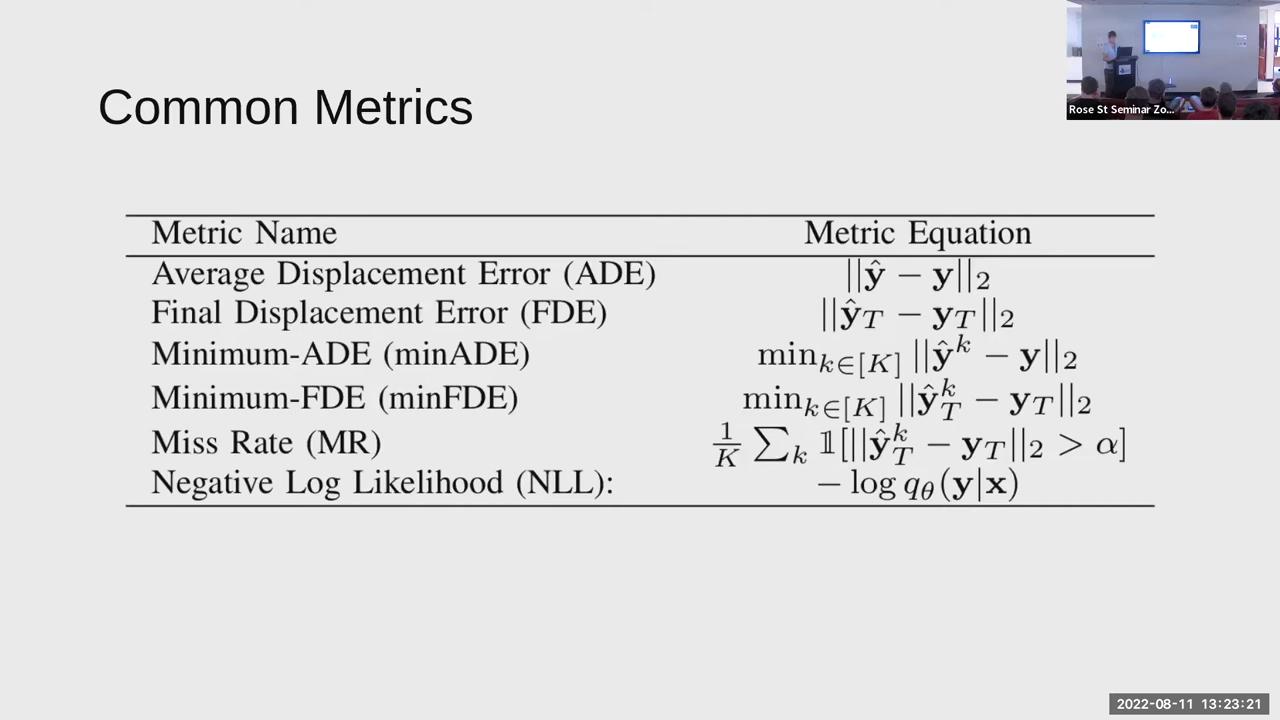 Common Metrics
Rose St Seminar Zo...
Metric Name Metric Equation
Average Displacement Error (ADE) ||ŷ − y||₂
Final Displacement Error (FDE) ||ŷ_T − y_T||₂
Minimum-ADE (minADE) min_{k∈[K]} ||ŷ^k − y||₂
Minimum-FDE (minFDE) min_{k∈[K]} ||ŷ^k_T − y_T||₂
Miss Rate (MR) 1/K ∑_k 𝟙[||ŷ^k_T − y_T||₂ > α]
Negative Log Likelihood (NLL): − log q_θ(y|x)
2022-08-11 13:23:21